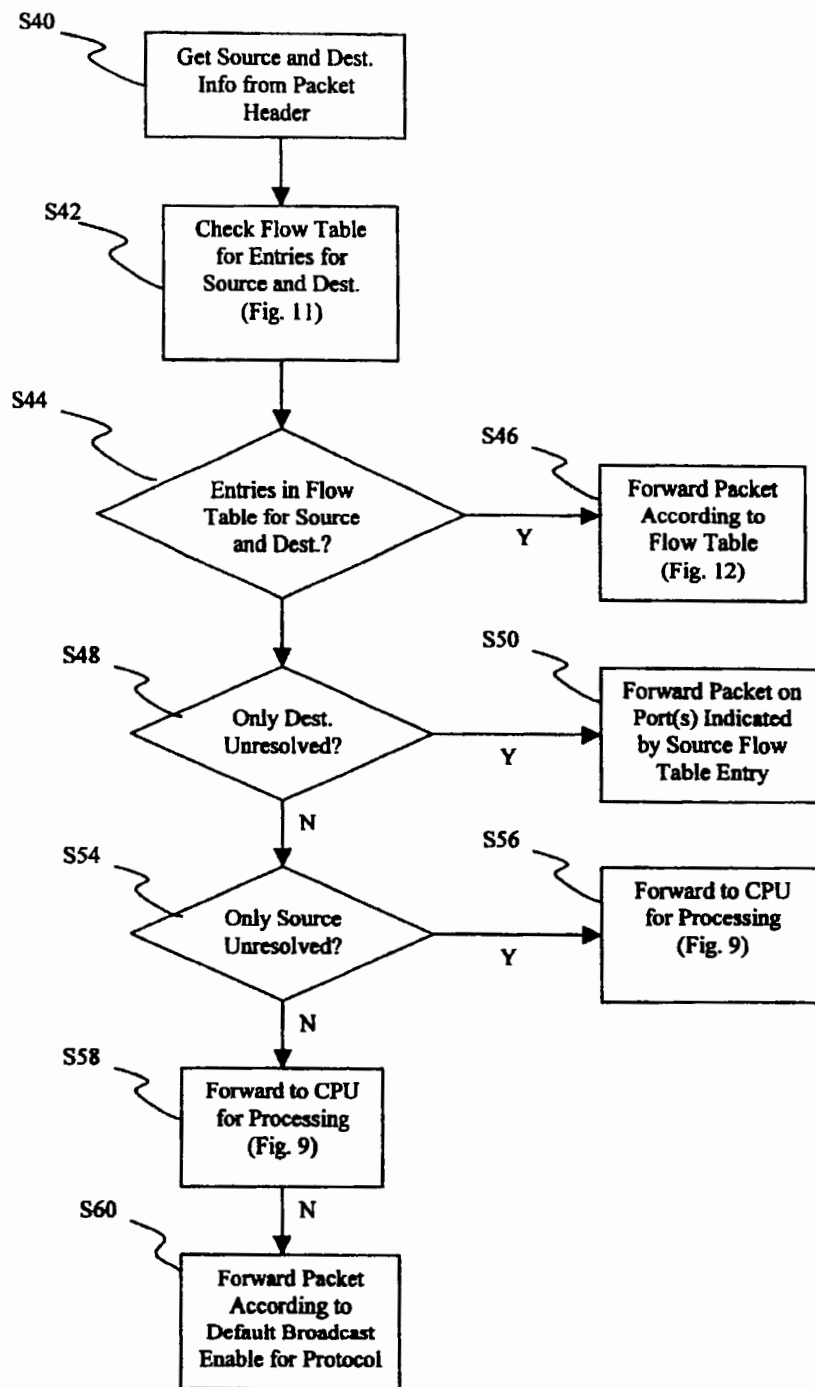 S40
Get Source and Dest.
Info from Packet
Header
S42
Check Flow Table
for Entries for
Source and Dest.
(Fig. 11)
S44
Entries in Flow
Table for Source
and Dest.?
Y
S46
Forward Packet
According to
Flow Table
(Fig. 12)
S48
Only Dest.
Unresolved?
Y
N
S50
Forward Packet on
Port(s) Indicated
by Source Flow
Table Entry
S54
Only Source
Unresolved?
Y
N
S56
Forward to CPU
for Processing
(Fig. 9)
S58
Forward to CPU
for Processing
(Fig. 9)
N
S60
Forward Packet
According to
Default Broadcast
Enable for Protocol